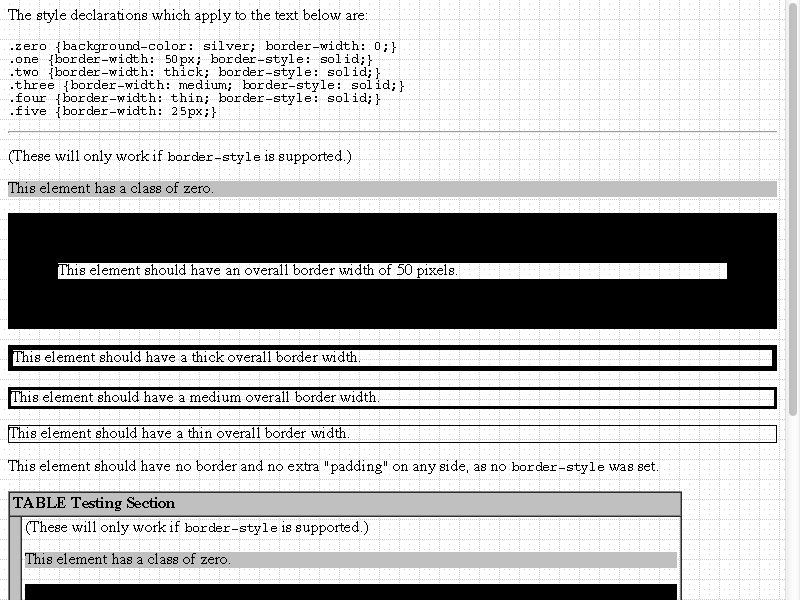 The style declarations which apply to the text below are:
.zero {background-color: silver; border-width: 0;}
.one {border-width: 50px; border-style: solid;}
.two {border-width: thick; border-style: solid;}
.three {border-width: medium; border-style: solid;}
.four {border-width: thin; border-style: solid;}
.five {border-width: 25px;}
(These will only work if border-style is supported.)
This element has a class of zero.
This element should have an overall border width of 50 pixels.
This element should have a thick overall border width.
This element should have a medium overall border width.
This element should have a thin overall border width.
This element should have no border and no extra "padding" on any side, as no border-style was set.
TABLE Testing Section
(These will only work if border-style is supported.)
This element has a class of zero.